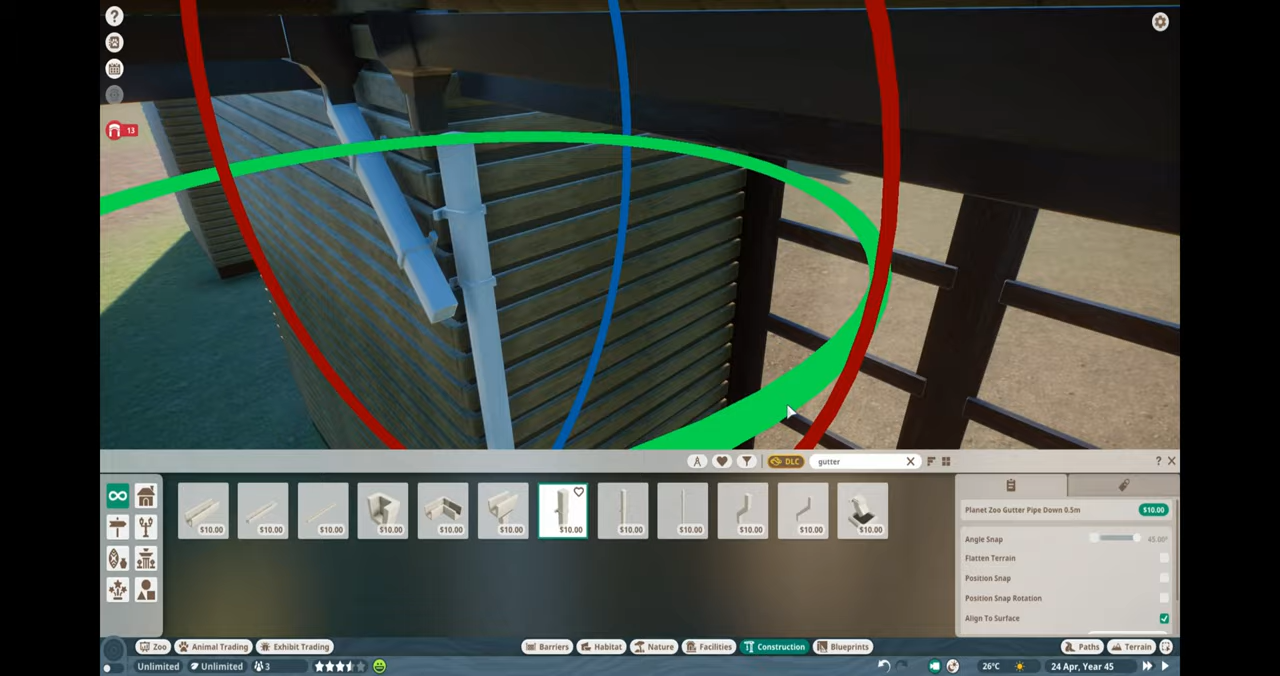 ?
13
DLC
gutter
?
$10.00
$10.00
$10.00
$10.00
$10.00
$10.00
$10.00
$10.00
$10.00
$10.00
$10.00
$10.00
Planet Zoo Gutter Pipe Down 0.5m
$10.00
Angle Snap
45.00°
Flatten Terrain
Position Snap
Position Snap Rotation
Align To Surface
Zoo
Animal Trading
Exhibit Trading
Barriers
Habitat
Nature
Facilities
Construction
Blueprints
Paths
Terrain
Unlimited
Unlimited
3
26°C
24 Apr, Year 45